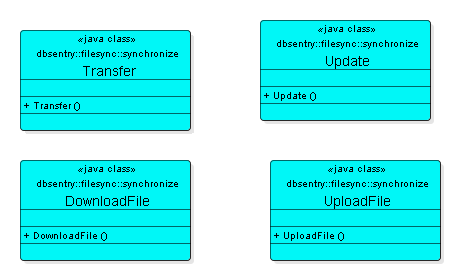 «java class»
dbsentry::filesync::synchronize
Transfer
+ Transfer ()
«java class»
dbsentry::filesync::synchronize
Update
+ Update ()
«java class»
dbsentry::filesync::synchronize
DownloadFile
+ DownloadFile ()
«java class»
dbsentry::filesync::synchronize
UploadFile
+ UploadFile ()